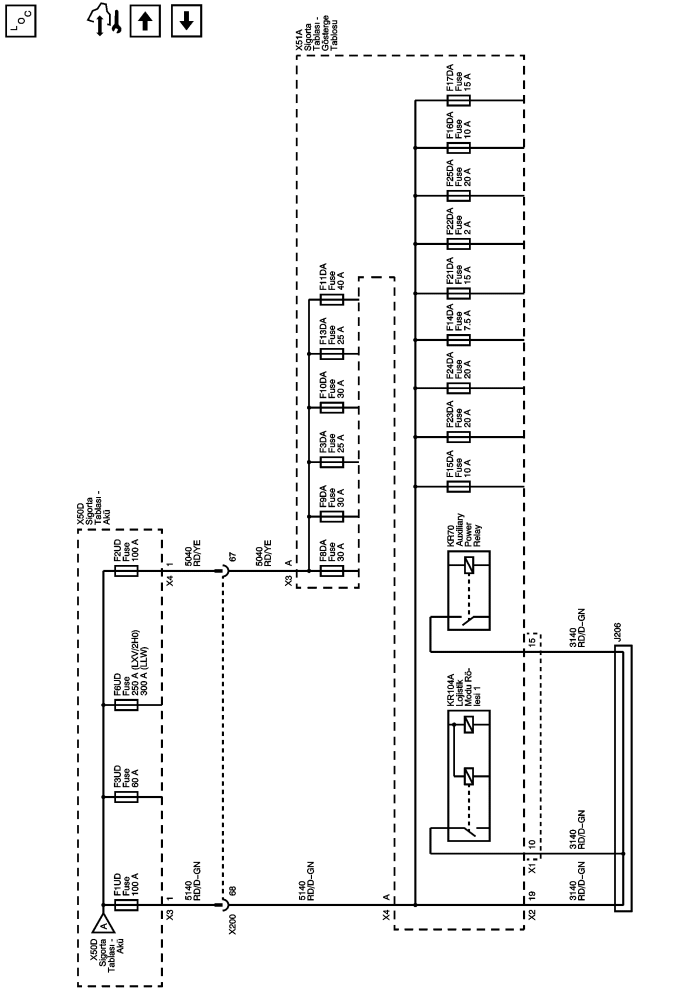 LOC
X51A
Sigorta
Tablası -
Gösterge
Tablosu
F17DA
Fuse
15 A
F16DA
Fuse
10 A
F25DA
Fuse
20 A
F22DA
Fuse
2 A
F21DA
Fuse
15 A
F14DA
Fuse
7.5 A
F24DA
Fuse
20 A
F23DA
Fuse
20 A
F15DA
Fuse
10 A
F11DA
Fuse
40 A
F13DA
Fuse
25 A
F10DA
Fuse
30 A
F3DA
Fuse
25 A
F9DA
Fuse
30 A
F8DA
Fuse
30 A
X50D
Sigorta
Tablası -
Akü
F2UD
Fuse
100 A
X4 1
5040
RD/YE
67
5040
RD/YE
X3 A
F6UD
Fuse
250 A (LXV/2H0)
300 A (LLW)
F3UD
Fuse
60 A
F1UD
Fuse
100 A
A
X50D
Sigorta
Tablası -
Akü
X3 1
5140
RD/D-GN
X200 68
5140
RD/D-GN
X4 A
KR70
Auxiliary
Power
Relay
KR104A
Lojistik
Modu Rö-
lesi 1
15
3140
RD/D-GN
J206
X1 10
3140
RD/D-GN
X2 19
3140
RD/D-GN